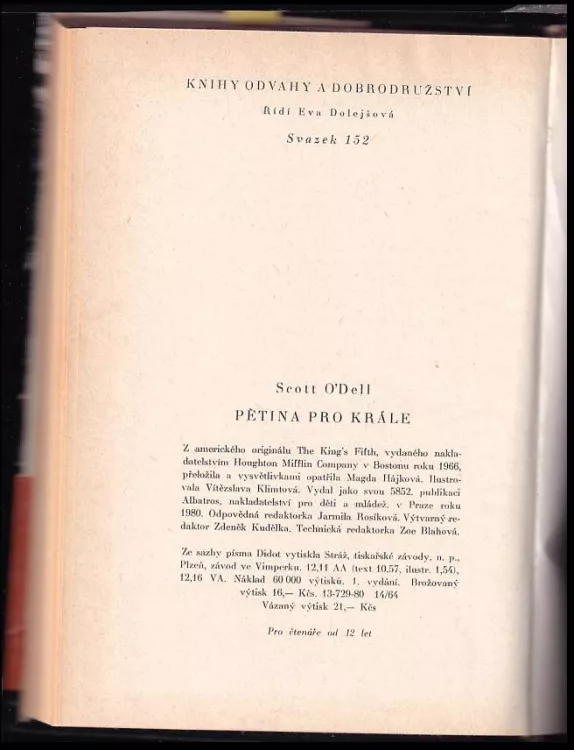 KNIHY ODVAHY A DOBRODRUŽSTVÍ
Řídí Eva Dolejšová
Svazek 152
Scott O'Dell
PĚTINA PRO KRÁLE
Z amerického originálu The King's Fifth, vydaného nakla-
datelstvím Houghton Mifflin Company v Bostonu roku 1966,
přeložila a vysvětlivkami opatřila Magda Hájková. Ilustro-
vala Vítězslava Klimtová. Vydal jako svou 5852. publikaci
Albatros, nakladatelství pro děti a mládež, v Praze roku
1980. Odpovědná redaktorka Jarmila Rosíková. Výtvarný re-
daktor Zdeněk Kudělka. Technická redaktorka Zoe Blahová.
Ze sazby písma Didot vytiskla Stráž, tiskařské závody, n. p.,
Plzeň, závod ve Vimperku. 12,11 AA (text 10,57, ilustr. 1,54),
12,16 VA. Náklad 60 000 výtisků. 1. vydání. Brožovaný
výtisk 16,— Kčs. 13-729-80 14/64
Vázaný výtisk 21,— Kčs
Pro čtenáře od 12 let